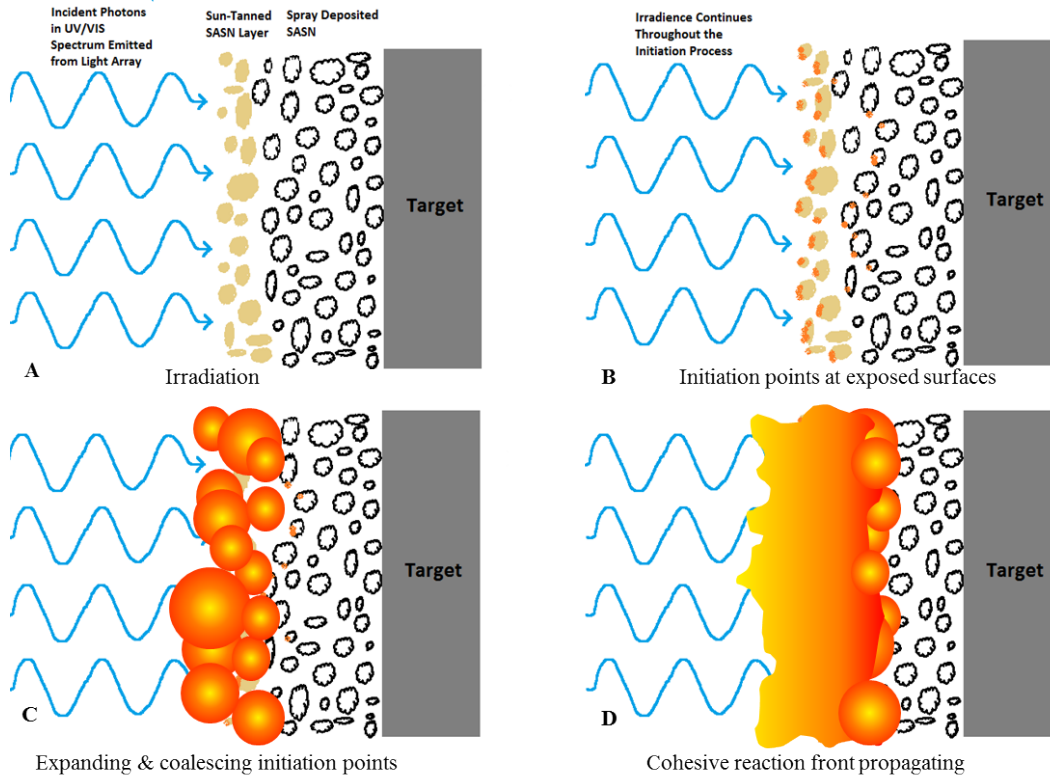 Incident Photons
in UV/VIS
Spectrum Emitted
from Light Array
Sun-Tanned
SASN Layer
Spray Deposited
SASN
Target
A
Irradiation
Irradience Continues
Throughout the
Initiation Process
Target
B
Initiation points at exposed surfaces
Target
C
Expanding & coalescing initiation points
Target
D
Cohesive reaction front propagating